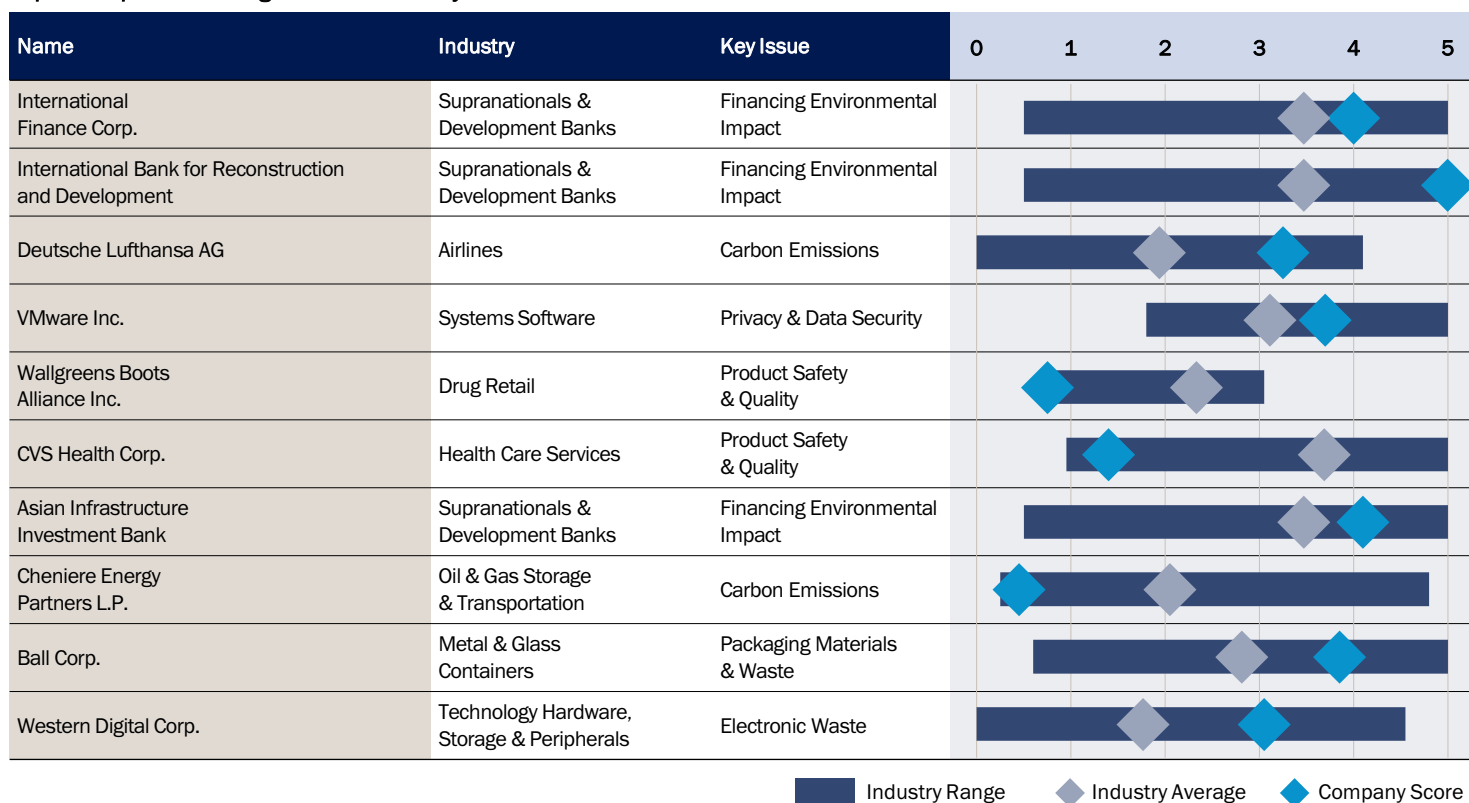 Name Industry Key Issue 0 1 2 3 4 5
International
Finance Corp.
Supranationals &
Development Banks
Financing Environmental
Impact
International Bank for Reconstruction
and Development
Supranationals &
Development Banks
Financing Environmental
Impact
Deutsche Lufthansa AG
Airlines
Carbon Emissions
VMware Inc.
Systems Software
Privacy & Data Security
Wallgreens Boots
Alliance Inc.
Drug Retail
Product Safety
& Quality
CVS Health Corp.
Health Care Services
Product Safety
& Quality
Asian Infrastructure
Investment Bank
Supranationals &
Development Banks
Financing Environmental
Impact
Cheniere Energy
Partners L.P.
Oil & Gas Storage
& Transportation
Carbon Emissions
Ball Corp.
Metal & Glass
Containers
Packaging Materials
& Waste
Western Digital Corp.
Technology Hardware,
Storage & Peripherals
Electronic Waste
Industry Range
Industry Average
Company Score